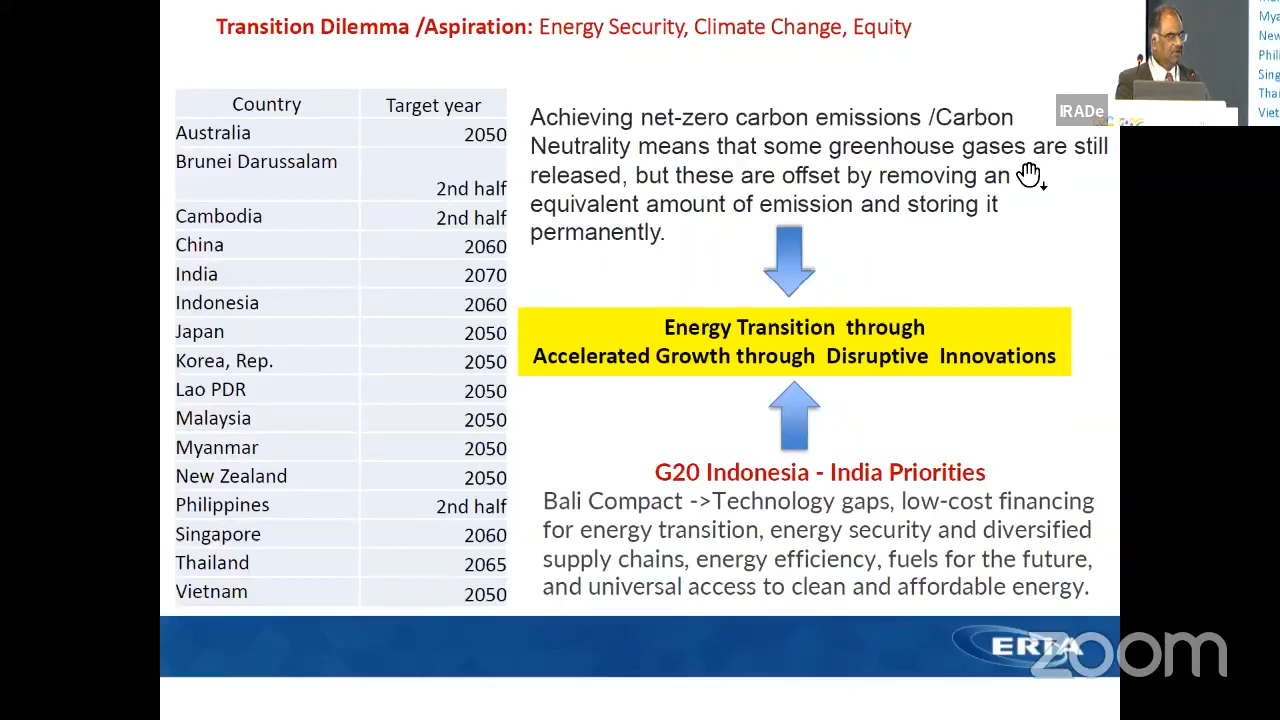 Transition Dilemma /Aspiration: Energy Security, Climate Change, Equity
Country Target year
Australia 2050
Brunei Darussalam 2nd half
Cambodia 2nd half
China 2060
India 2070
Indonesia 2060
Japan 2050
Korea, Rep. 2050
Lao PDR 2050
Malaysia 2050
Myanmar 2050
New Zealand 2050
Philippines 2nd half
Singapore 2060
Thailand 2065
Vietnam 2050
Achieving net-zero carbon emissions /Carbon
Neutrality means that some greenhouse gases are still
released, but these are offset by removing an
equivalent amount of emission and storing it
permanently.
Energy Transition through
Accelerated Growth through Disruptive Innovations
G20 Indonesia - India Priorities
Bali Compact ->Technology gaps, low-cost financing
for energy transition, energy security and diversified
supply chains, energy efficiency, fuels for the future,
and universal access to clean and affordable energy.
IRADe
Mya
New
Phili
Sing
Thai
Viet
ERIA
zoom